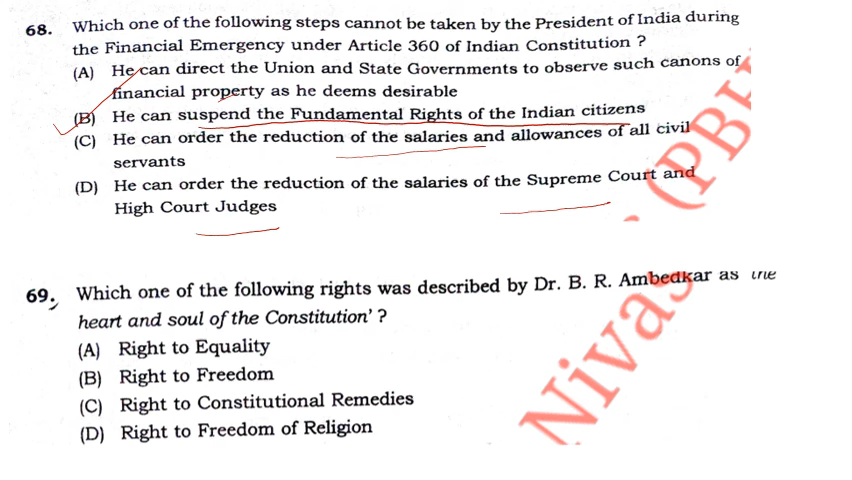 68. Which one of the following steps cannot be taken by the President of India during
the Financial Emergency under Article 360 of Indian Constitution ?
(A) He can direct the Union and State Governments to observe such canons of
financial property as he deems desirable
(B) He can suspend the Fundamental Rights of the Indian citizens
(C) He can order the reduction of the salaries and allowances of all civil
servants
(D) He can order the reduction of the salaries of the Supreme Court and
High Court Judges
69. Which one of the following rights was described by Dr. B. R. Ambedkar as the
heart and soul of the Constitution' ?
(A) Right to Equality
(B) Right to Freedom
(C) Right to Constitutional Remedies
(D) Right to Freedom of Religion
Nivas (PBH